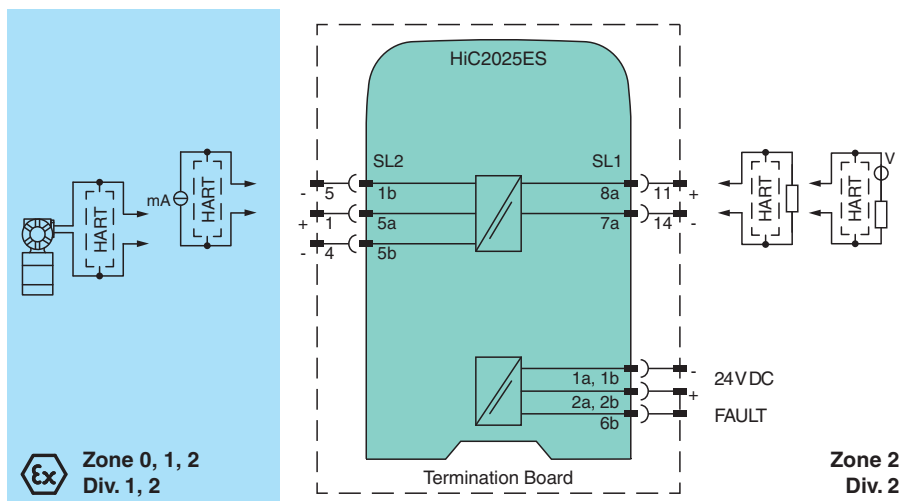 HiC2025ES
SL2
SL1
- 5
1b
8a
11 +
+ 1
5a
7a
14 -
- 4
5b
mA
HART
HART
HART
HART
V
1a, 1b
-
24V DC
2a, 2b
+
6b
FAULT
Ex
Zone 0, 1, 2
Div. 1, 2
Termination Board
Zone 2
Div. 2